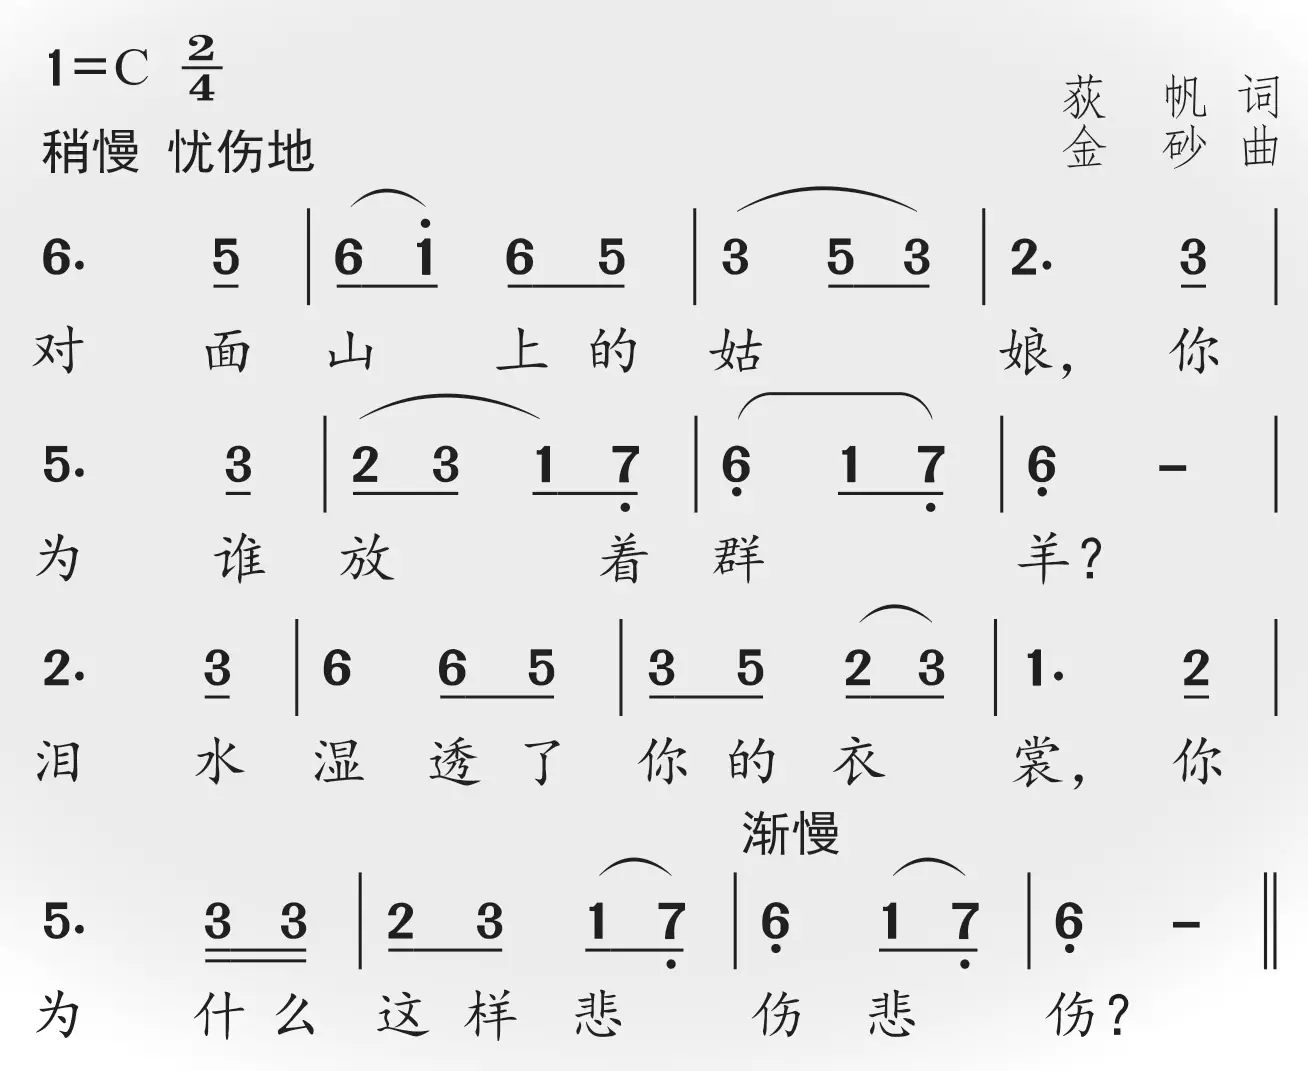 1=C 2/4
荻 帆 词
稍慢 忧伤地
金 砂 曲
6. 5 | 6 1̇ 6 5 | 3 5 3 | 2. 3 |
对 面 山 上 的 姑 娘， 你
5. 3 | 2 3 1 7̣ | 6̣ 1 7̣ | 6̣ – |
为 谁 放 着 群 羊？
2. 3 | 6 6 5 | 3 5 2 3 | 1. 2 |
泪 水 湿 透 了 你 的 衣 裳， 你
渐慢
5. 3 3 | 2 3 1 7̣ | 6̣ 1 7̣ | 6̣ – ‖
为 什 么 这 样 悲 伤 悲 伤？